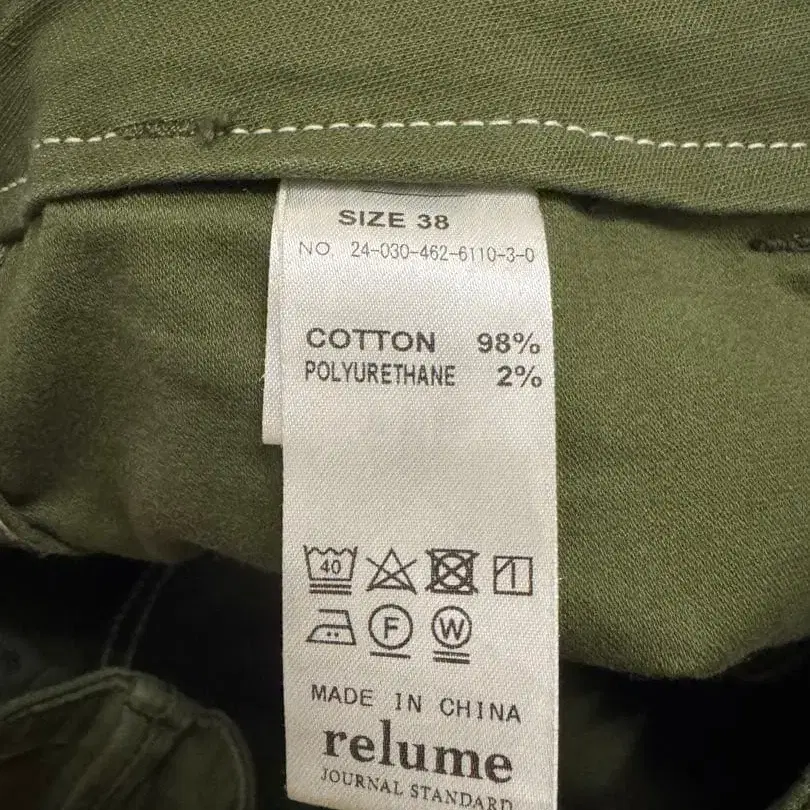 SIZE 38
NO. 24-030-462-6110-3-0
COTTON 98%
POLYURETHANE 2%
40
F W
MADE IN CHINA
relume
JOURNAL STANDARD